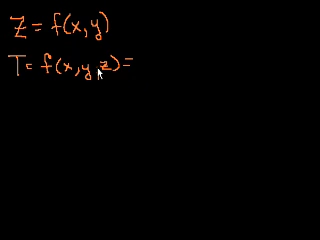 Z = f(x,y)
T = f(x,y,z) =